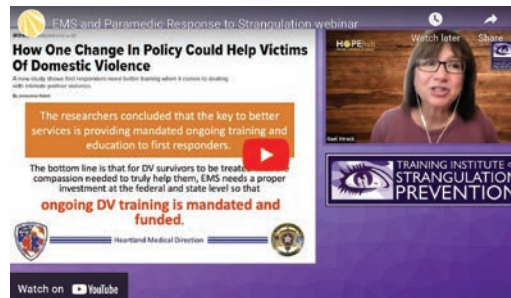 EMS and Paramedic Response to Strangulation webinar
Watch later
Share
How One Change In Policy Could Help Victims
Of Domestic Violence
A new study shows first responders need better training when it comes to dealing
with intimate partner violence.
The researchers concluded that the key to better
services is providing mandated ongoing training and
education to first responders.
The bottom line is that for DV survivors to be treated
compassion needed to truly help them, EMS needs a proper
investment at the federal and state level so that
ongoing DV training is mandated and
funded.
Heartland Medical Direction
HOPE
Gael Strack
TRAINING INSTITUTE
STRANGULATION
PREVENTION
Watch on YouTube